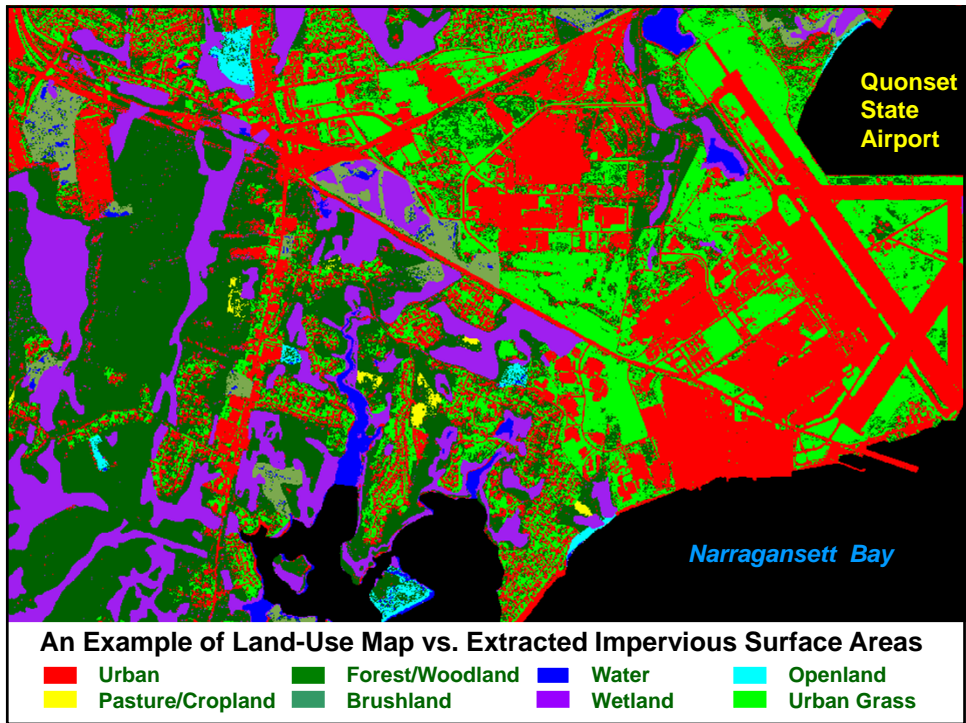 Quonset
State
Airport
Narragansett Bay
An Example of Land-Use Map vs. Extracted Impervious Surface Areas
Urban Forest/Woodland Water Openland
Pasture/Cropland Brushland Wetland Urban Grass